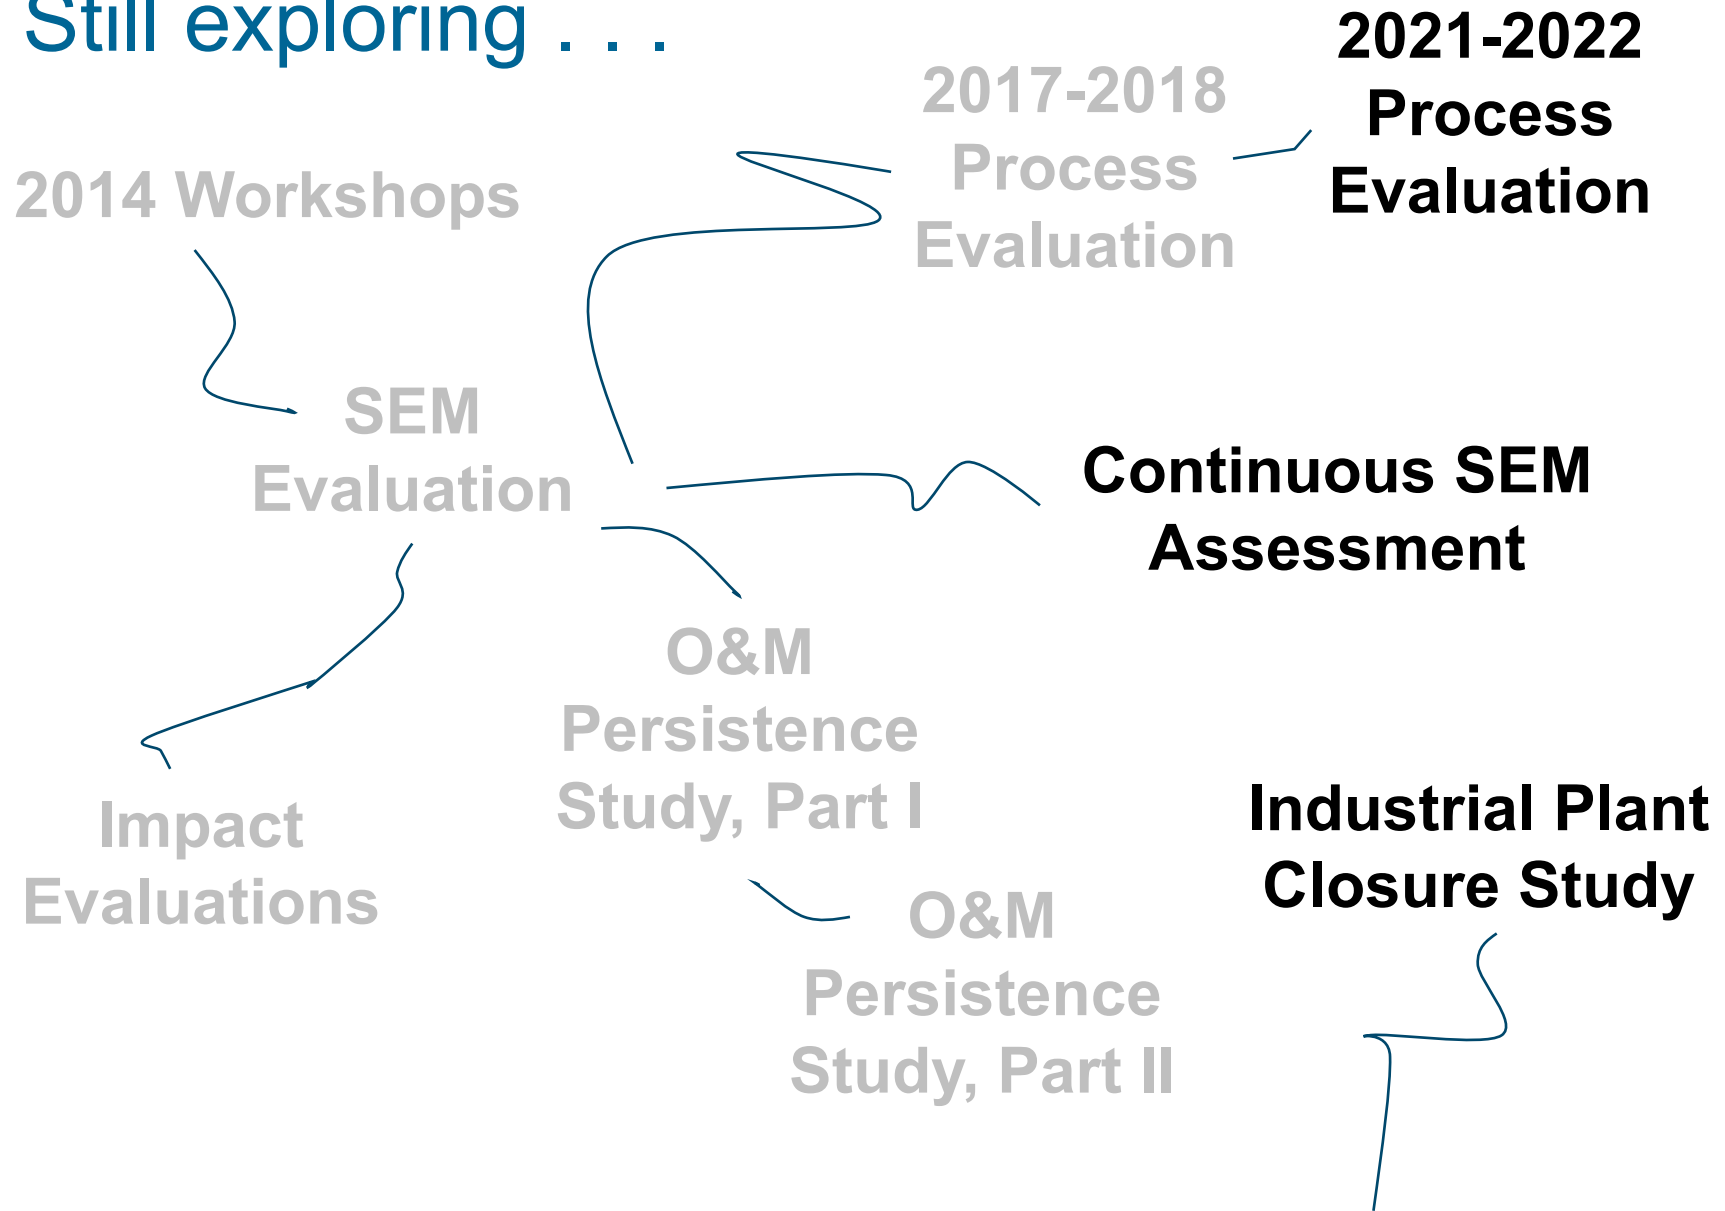 Still exploring . . .
2014 Workshops
2017-2018
Process
Evaluation
2021-2022
Process
Evaluation
SEM
Evaluation
Continuous SEM
Assessment
O&M
Persistence
Study, Part I
Impact
Evaluations
O&M
Persistence
Study, Part II
Industrial Plant
Closure Study